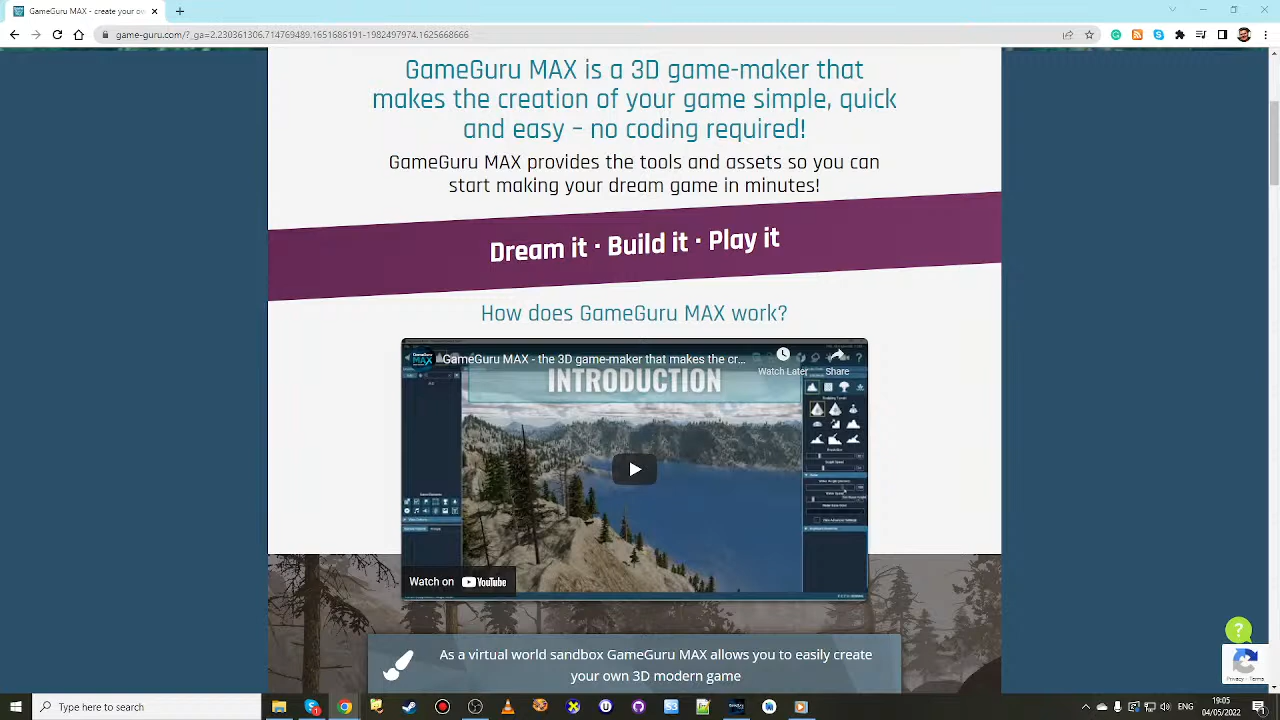 GameGuru MAX - create your ow
game-guru.com/?_ga=2.230361306.714769489.1651686191-1982497974.1625668666
GameGuru MAX is a 3D game-maker that
makes the creation of your game simple, quick
and easy – no coding required!
GameGuru MAX provides the tools and assets so you can
start making your dream game in minutes!
Dream it · Build it · Play it
How does GameGuru MAX work?
GameGuru MAX - the 3D game-maker that makes the cr...
Watch Later
Share
INTRODUCTION
Watch on YouTube
As a virtual world sandbox GameGuru MAX allows you to easily create
your own 3D modern game
?
Privacy - Terms
Type here to search
19:05
04/05/2022